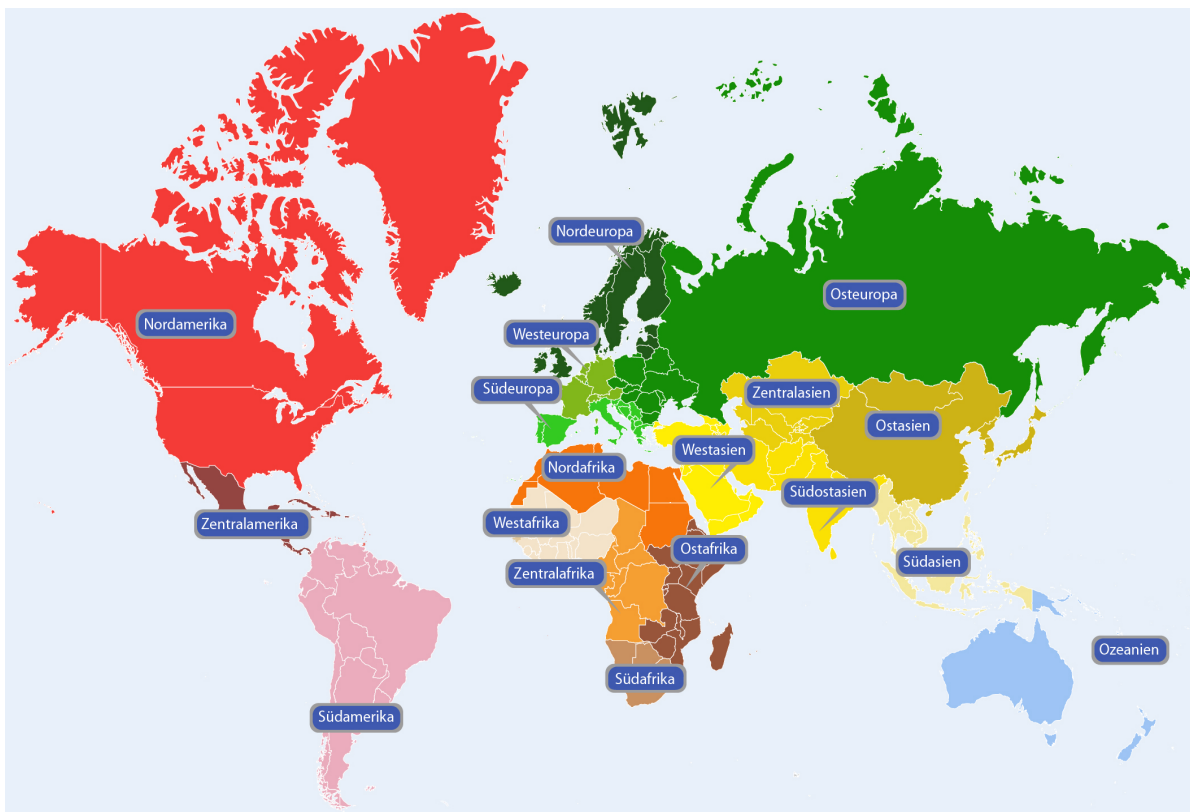 Nordeuropa
Osteuropa
Nordamerika
Westeuropa
Südeuropa
Zentralasien
Ostasien
Westasien
Nordafrika
Südostasien
Zentralamerika
Westafrika
Ostafrika
Südasien
Zentralafrika
Ozeanien
Südafrika
Südamerika